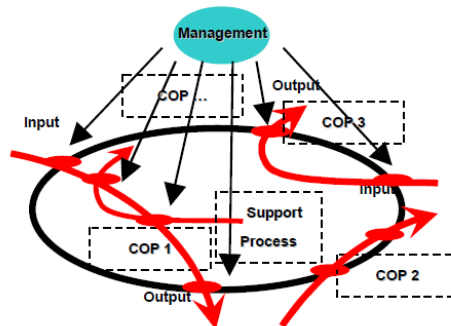 Management
Output
COP ...
Input
COP 3
Input
Support
Process
COP 1
COP 2
Output